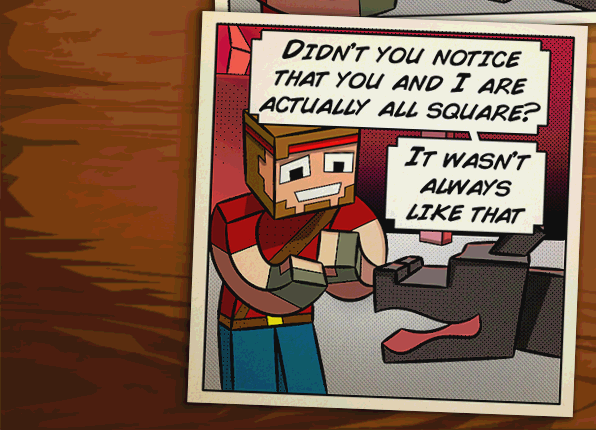 DIDN'T YOU NOTICE
THAT YOU AND I ARE
ACTUALLY ALL SQUARE?
IT WASN'T
ALWAYS
LIKE THAT